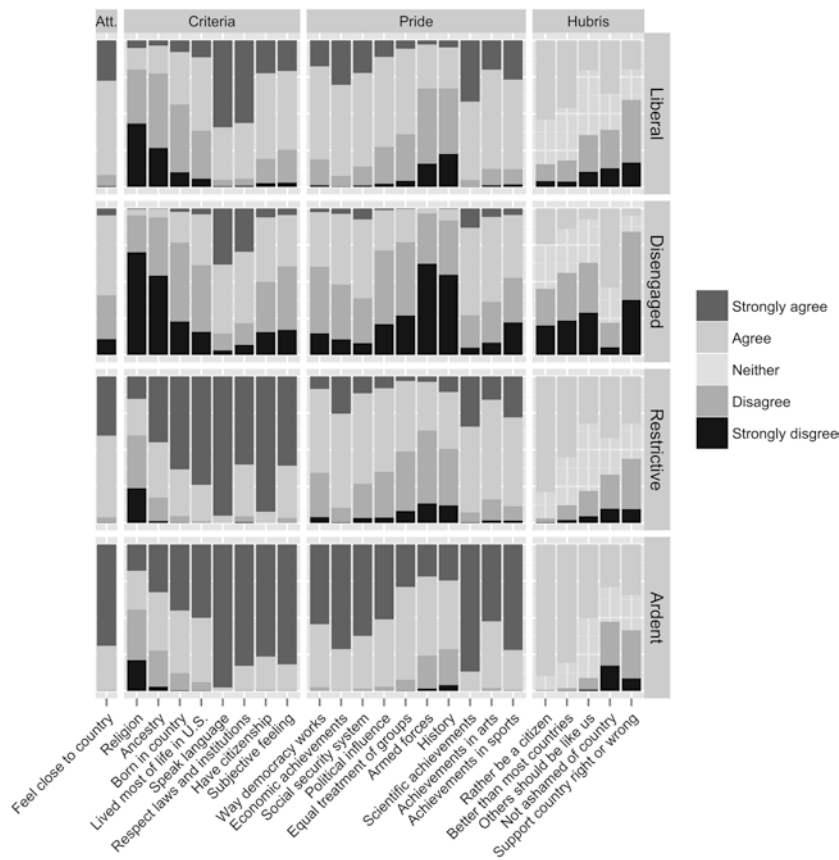 Att.
Criteria
Pride
Hubris
Liberal
Disengaged
Restrictive
Ardent
Strongly agree
Agree
Neither
Disagree
Strongly disgree
Feel close to country
Religion
Ancestry
Born in country
Lived most of life in U.S.
Speak language
Respect laws and institutions
Have citizenship
Subjective feeling
Way democracy works
Economic achievements
Social security system
Political influence
Equal treatment of groups
Armed forces
History
Scientific achievements
Achievements in arts
Achievements in sports
Rather be a citizen
Better than most countries
Others should be like us
Not ashamed of country
Support country right or wrong